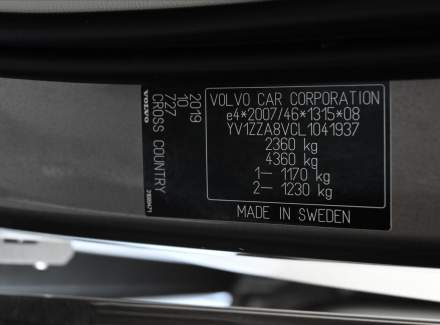 VOLVO CAR CORPORATION
e4*2007/46*1315*08
YV1ZZA8VCL1041937
2360 kg
4360 kg
1– 1170 kg
2– 1230 kg
MADE IN SWEDEN
2019
10
727
CROSS COUNTRY
VOLVO